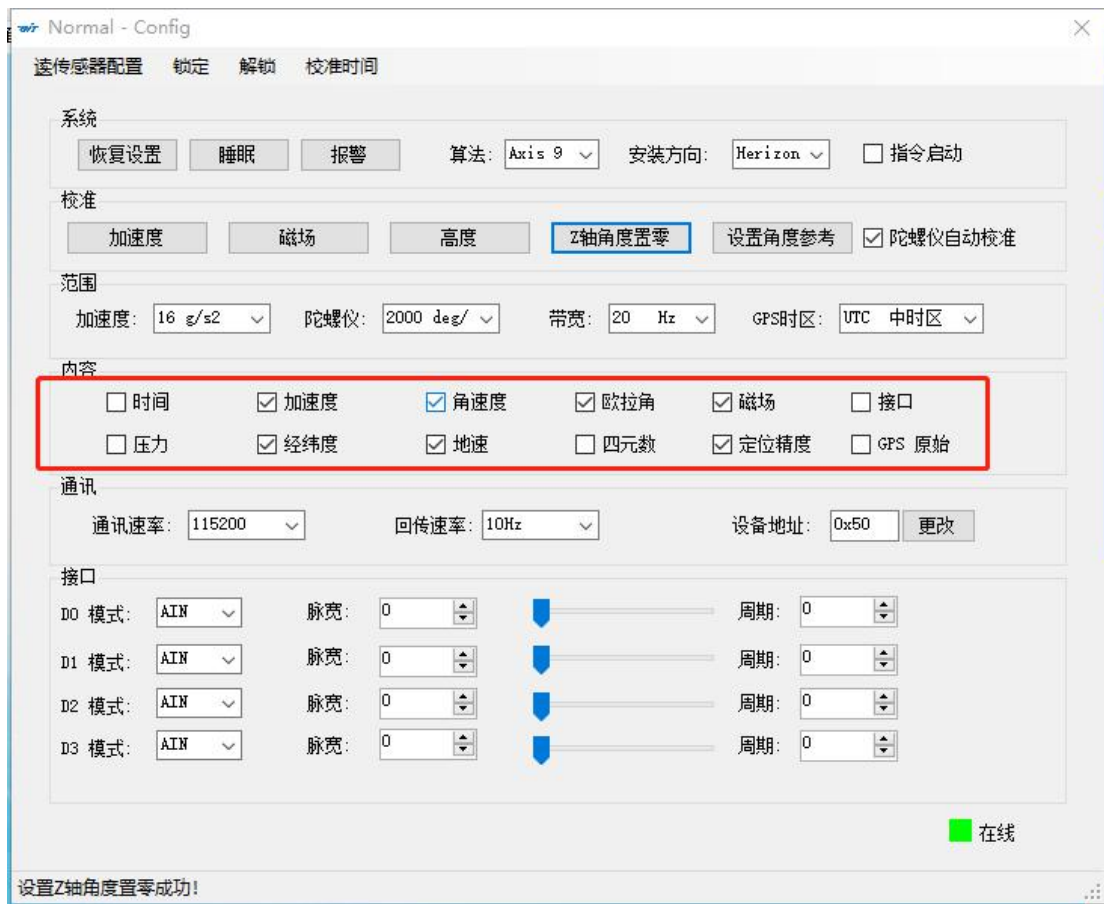 WIT Normal - Config
读传感器配置 锁定 解锁 校准时间
系统
恢复设置 睡眠 报警 算法: Axis 9 安装方向: Herizon 指令启动
校准
加速度 磁场 高度 Z轴角度置零 设置角度参考 陀螺仪自动校准
范围
加速度: 16 g/s2 陀螺仪: 2000 deg/ 带宽: 20 Hz GPS时区: UTC 中时区
内容
时间 加速度 角速度 欧拉角 磁场 接口
压力 经纬度 地速 四元数 定位精度 GPS 原始
通讯
通讯速率: 115200 回传速率: 10Hz 设备地址: 0x50 更改
接口
D0 模式: AIN 脉宽: 0 周期: 0
D1 模式: AIN 脉宽: 0 周期: 0
D2 模式: AIN 脉宽: 0 周期: 0
D3 模式: AIN 脉宽: 0 周期: 0
在线
设置Z轴角度置零成功!